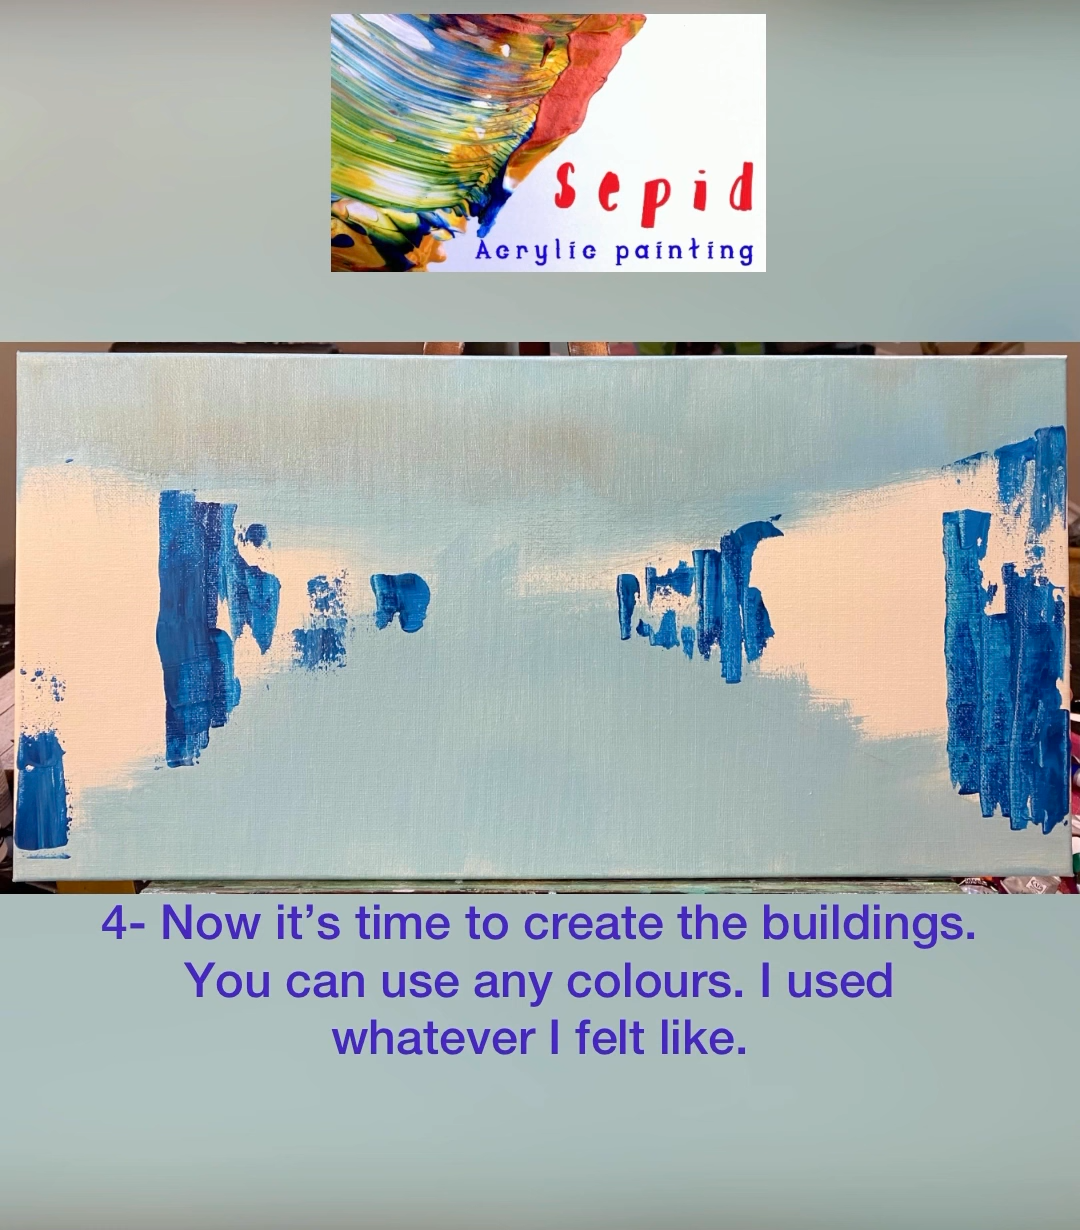 Sepid
Acrylic painting
4- Now it’s time to create the buildings.
You can use any colours. I used
whatever I felt like.